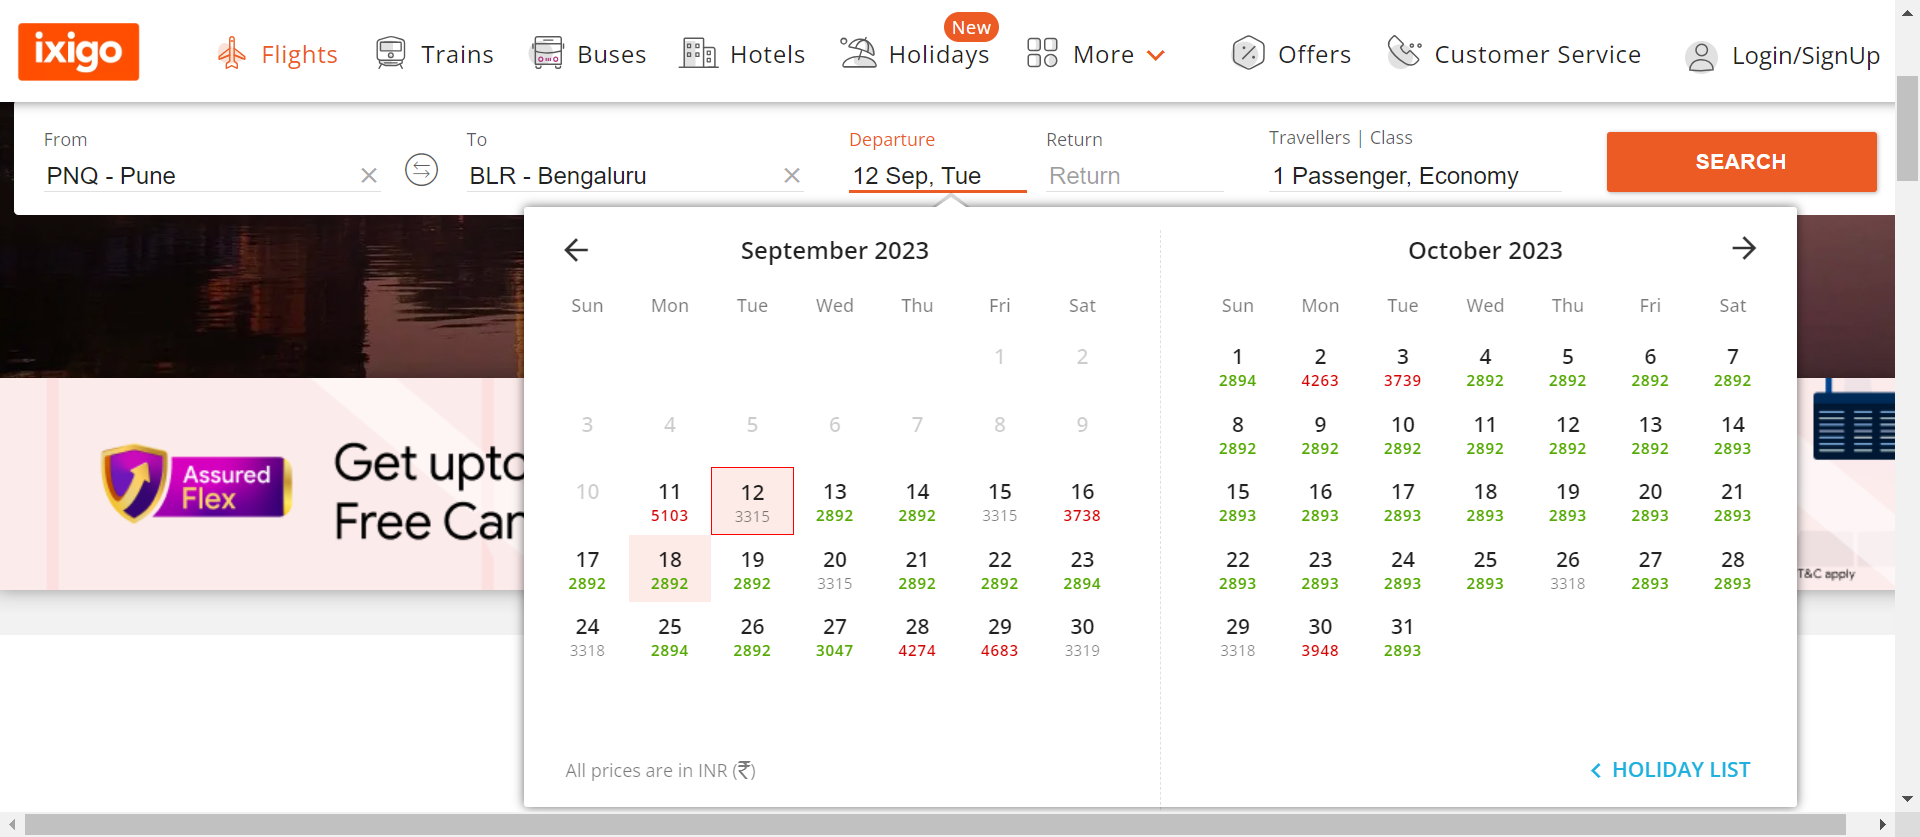 ixigo
Flights
Trains
Buses
Hotels
Holidays
New
More
Offers
Customer Service
Login/SignUp
From
PNQ - Pune
To
BLR - Bengaluru
Departure
12 Sep, Tue
Return
Return
Travellers | Class
1 Passenger, Economy
SEARCH
September 2023
Sun Mon Tue Wed Thu Fri Sat
1 2
3 4 5 6 7 8 9
10 11 12 13 14 15 16
5103 3315 2892 2892 3315 3738
17 18 19 20 21 22 23
2892 2892 2892 3315 2892 2892 2894
24 25 26 27 28 29 30
3318 2894 2892 3047 4274 4683 3319
All prices are in INR (₹)
October 2023
Sun Mon Tue Wed Thu Fri Sat
1 2 3 4 5 6 7
2894 4263 3739 2892 2892 2892 2892
8 9 10 11 12 13 14
2892 2892 2892 2892 2892 2892 2893
15 16 17 18 19 20 21
2893 2893 2893 2893 2893 2893 2893
22 23 24 25 26 27 28
2893 2893 2893 2893 3318 2893 2893
29 30 31
3318 3948 2893
HOLIDAY LIST
Assured
Flex
Get upto
Free Can
T&C apply